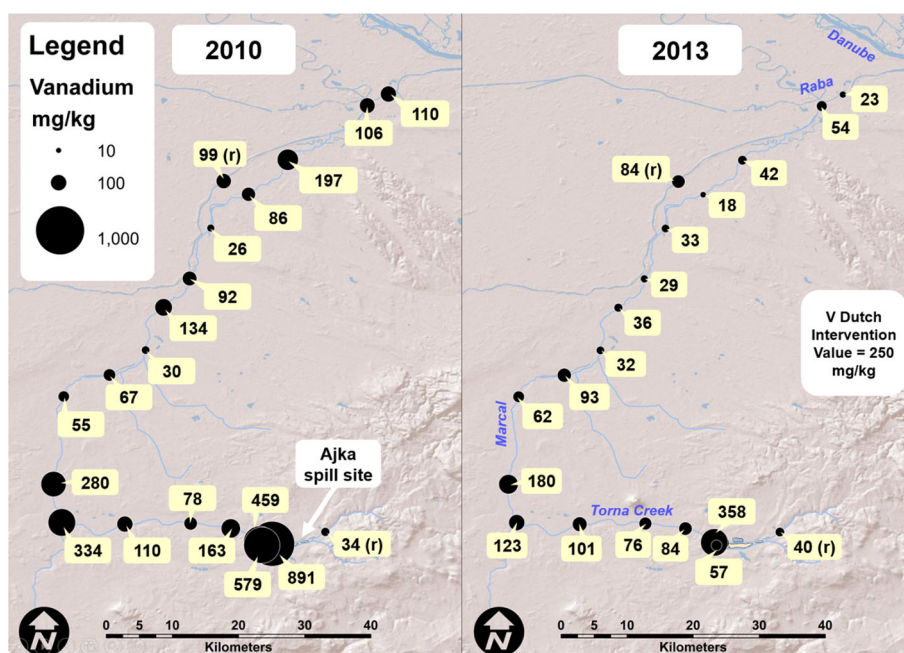 Legend
Vanadium
mg/kg
10
100
1,000
2010
110
106
99 (r)
197
86
26
92
134
30
67
55
280
334
110
78
163
459
579
891
Ajka
spill site
34 (r)
N
0 10 20 30 40
Kilometers
2013
Danube
Raba
23
54
84 (r)
42
18
33
29
36
32
93
62
Marcal
180
123
101
Torna Creek
76
84
358
57
40 (r)
V Dutch
Intervention
Value = 250
mg/kg
N
0 10 20 30 40
Kilometers